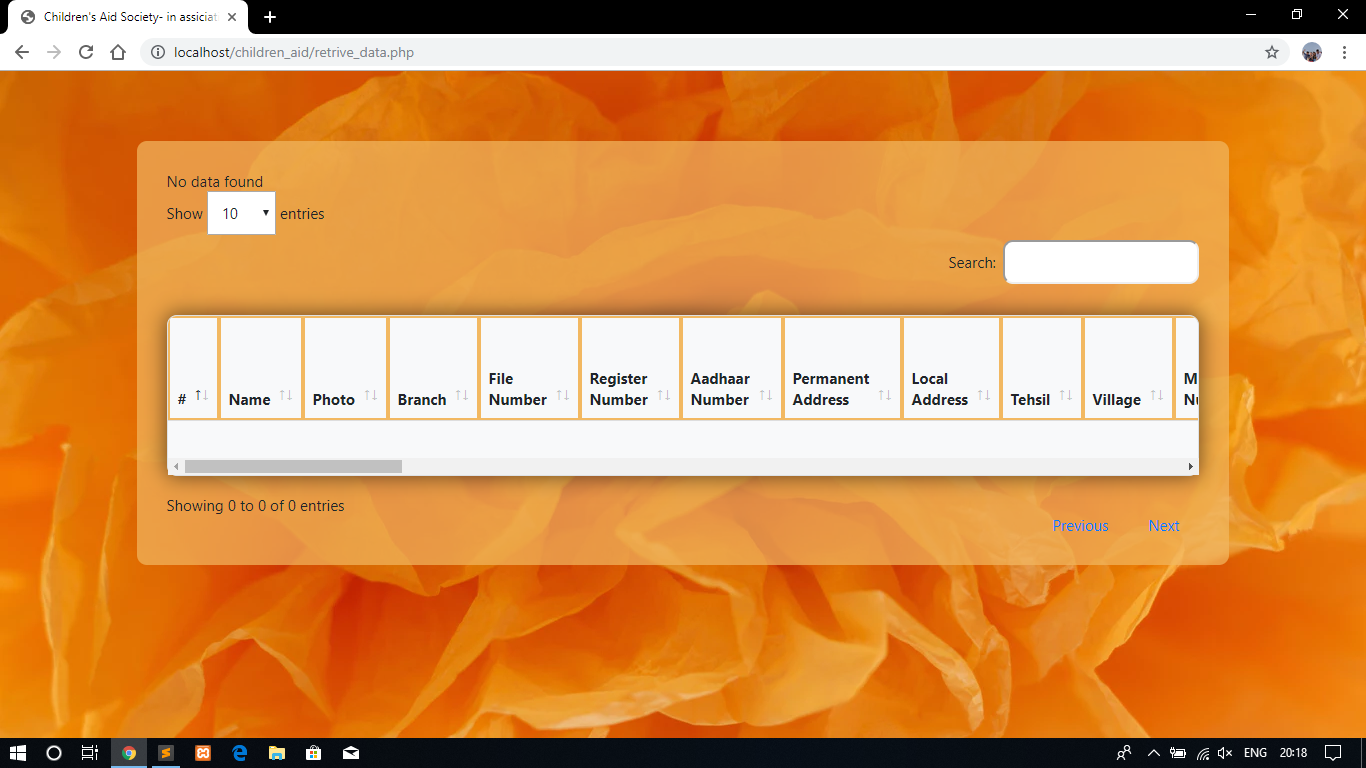 Children's Aid Society- in assiciat
localhost/children_aid/retrive_data.php
No data found
Show 10 entries
Search:
# Name Photo Branch File Number Register Number Aadhaar Number Permanent Address Local Address Tehsil Village
Showing 0 to 0 of 0 entries
Previous Next
ENG 20:18